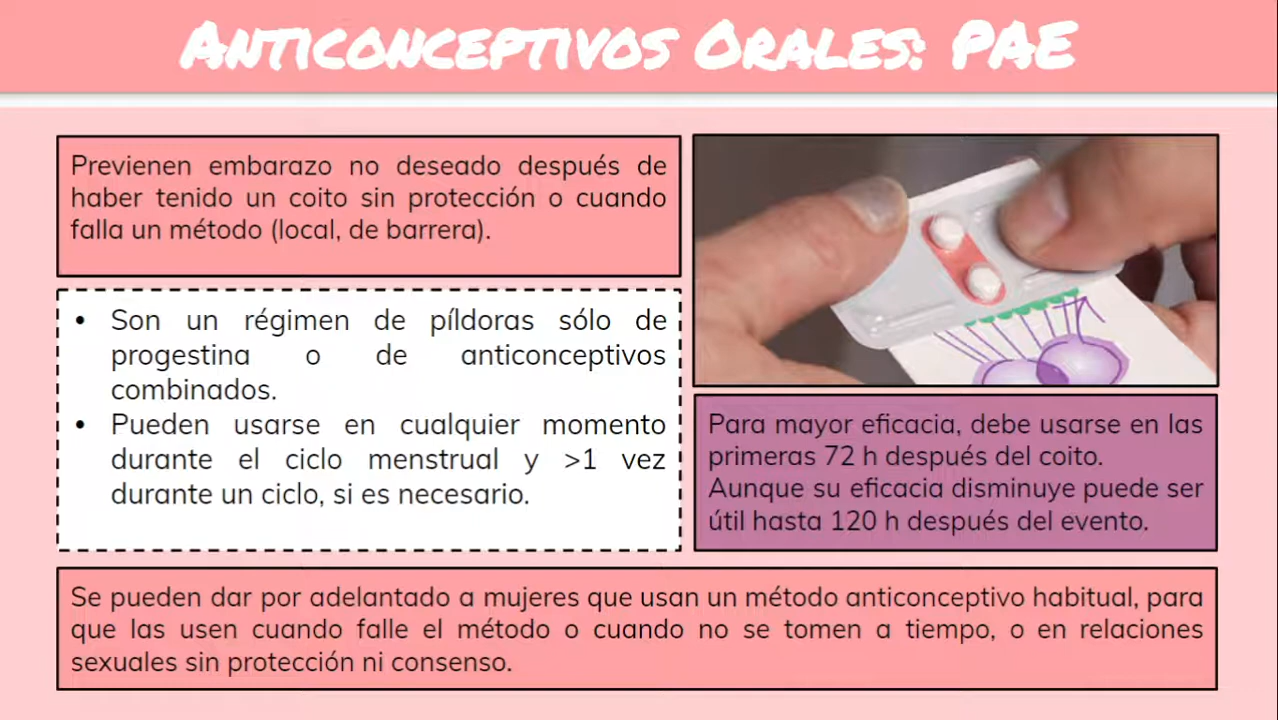 Anticonceptivos Orales: PAE
Previenen embarazo no deseado después de
haber tenido un coito sin protección o cuando
falla un método (local, de barrera).
• Son un régimen de píldoras sólo de
progestina o de anticonceptivos
combinados.
• Pueden usarse en cualquier momento
durante el ciclo menstrual y >1 vez
durante un ciclo, si es necesario.
Para mayor eficacia, debe usarse en las
primeras 72 h después del coito.
Aunque su eficacia disminuye puede ser
útil hasta 120 h después del evento.
Se pueden dar por adelantado a mujeres que usan un método anticonceptivo habitual, para
que las usen cuando falle el método o cuando no se tomen a tiempo, o en relaciones
sexuales sin protección ni consenso.